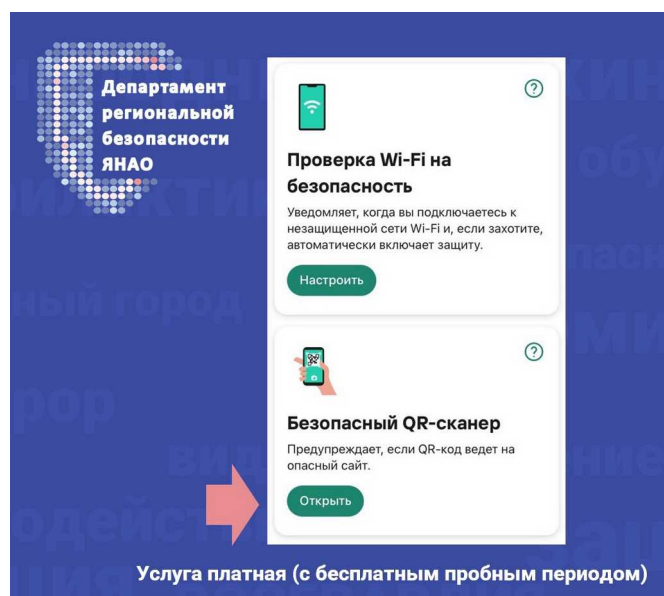 Департамент
региональной
безопасности
ЯНАО
Проверка Wi-Fi на
безопасность
Уведомляет, когда вы подключаетесь к
незащищенной сети Wi-Fi и, если захотите,
автоматически включает защиту.
Настроить
Безопасный QR-сканер
Предупреждает, если QR-код ведет на
опасный сайт.
Открыть
Услуга платная (с бесплатным пробным периодом)